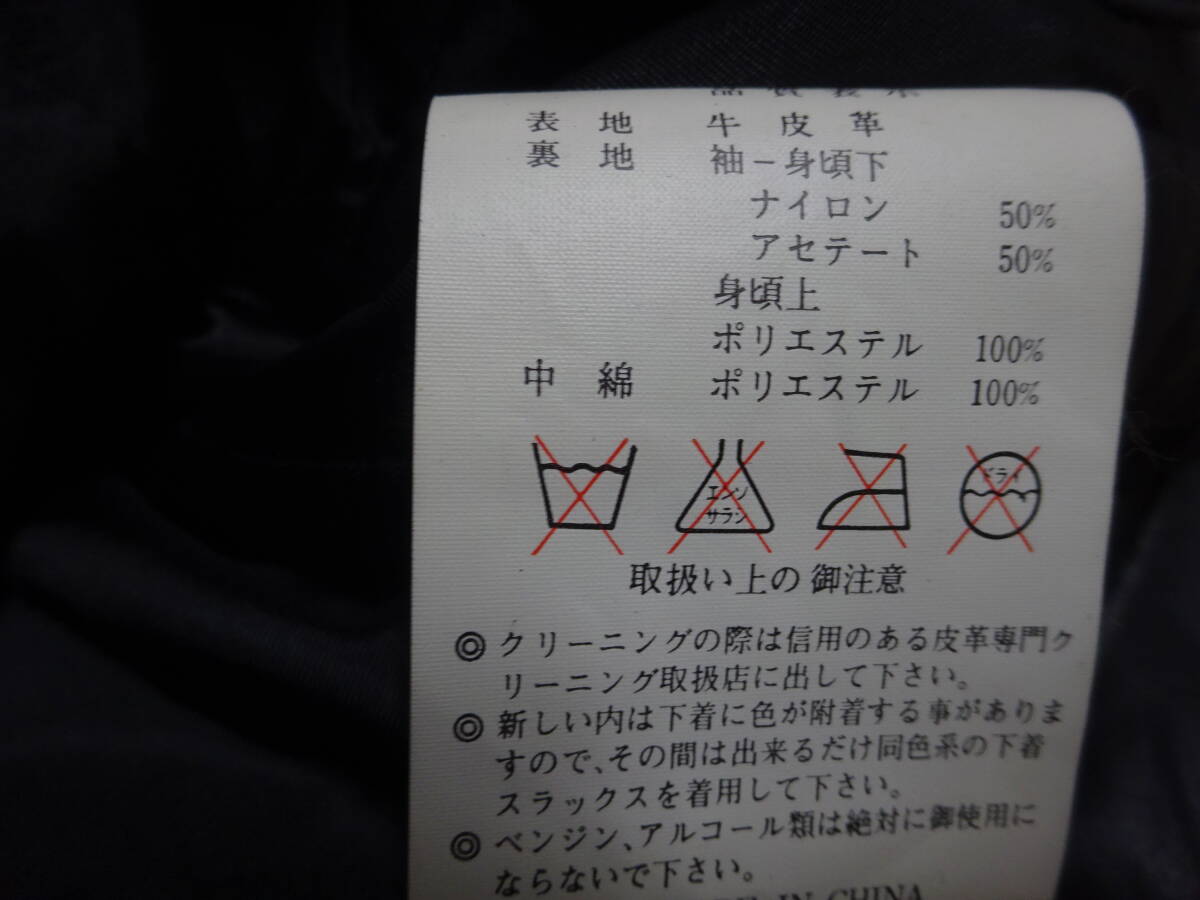 表 地 牛 皮 革
裏 地 袖－身頃下
ナイロン 50%
アセテート 50%
身頃上
ポリエステル 100%
中 綿 ポリエステル 100%
エンソ サラシ
ドライ
取扱い上の 御注意
◎ クリーニングの際は信用のある皮革専門ク
リーニング取扱店に出して下さい。
◎ 新しい内は下着に色が附着する事がありま
すので、その間は出来るだけ同色系の下着
スラックスを着用して下さい。
◎ ベンジン、アルコール類は絶対に御使用に
ならないで下さい。
IN CHINA